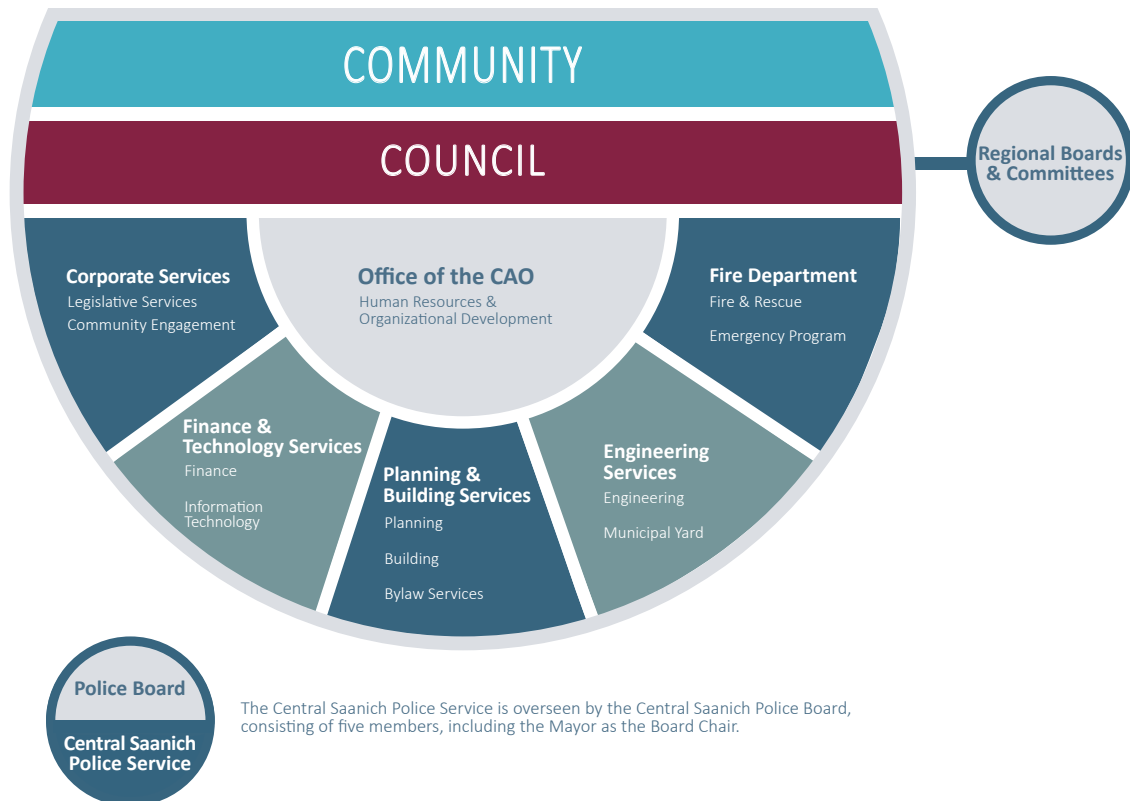 COMMUNITY
COUNCIL
Regional Boards
& Committees
Corporate Services
Legislative Services
Community Engagement
Office of the CAO
Human Resources &
Organizational Development
Fire Department
Fire & Rescue
Emergency Program
Finance &
Technology Services
Finance
Information
Technology
Planning &
Building Services
Planning
Building
Bylaw Services
Engineering
Services
Engineering
Municipal Yard
Police Board
Central Saanich
Police Service
The Central Saanich Police Service is overseen by the Central Saanich Police Board,
consisting of five members, including the Mayor as the Board Chair.